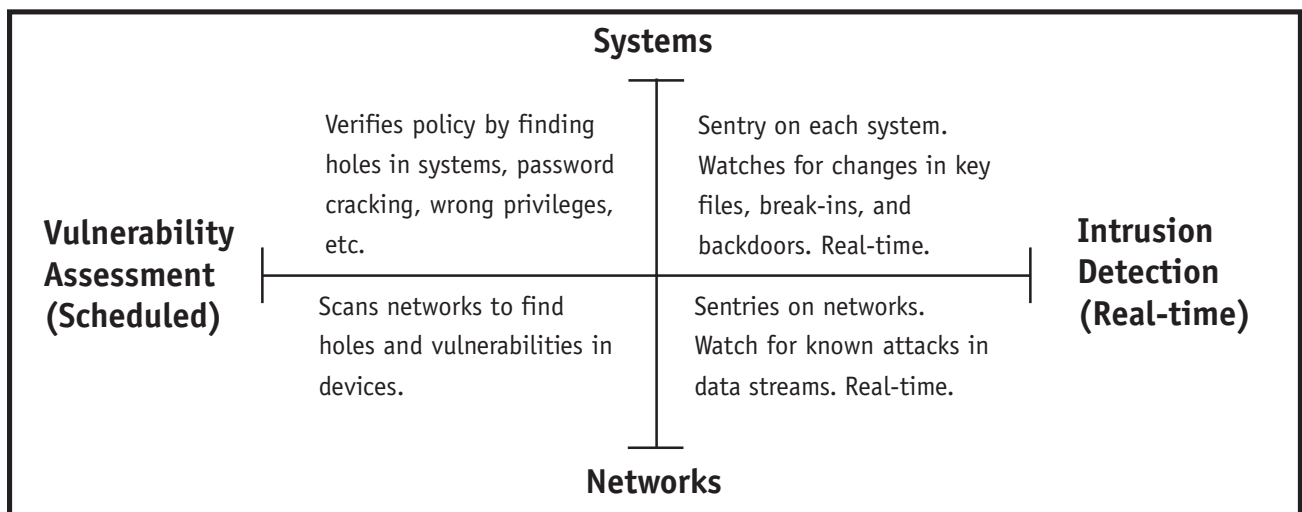 Systems
Verifies policy by finding
holes in systems, password
cracking, wrong privileges,
etc.
Sentry on each system.
Watches for changes in key
files, break-ins, and
backdoors. Real-time.
Vulnerability
Assessment
(Scheduled)
Intrusion
Detection
(Real-time)
Scans networks to find
holes and vulnerabilities in
devices.
Sentries on networks.
Watch for known attacks in
data streams. Real-time.
Networks